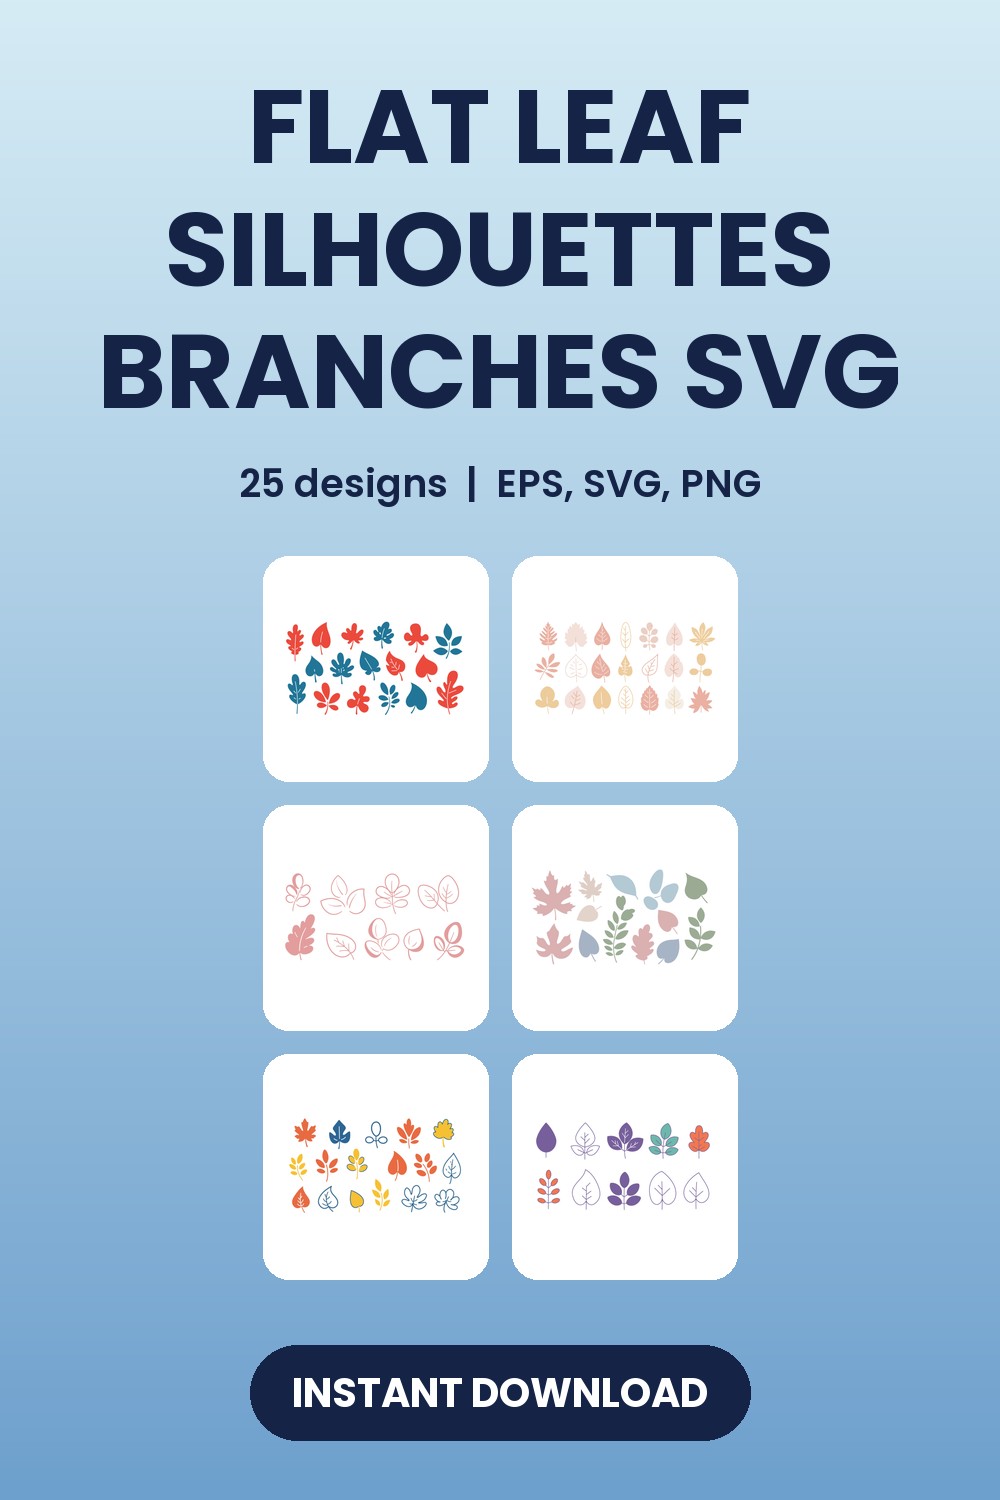 FLAT LEAF
SILHOUETTES
BRANCHES SVG
25 designs | EPS, SVG, PNG
INSTANT DOWNLOAD